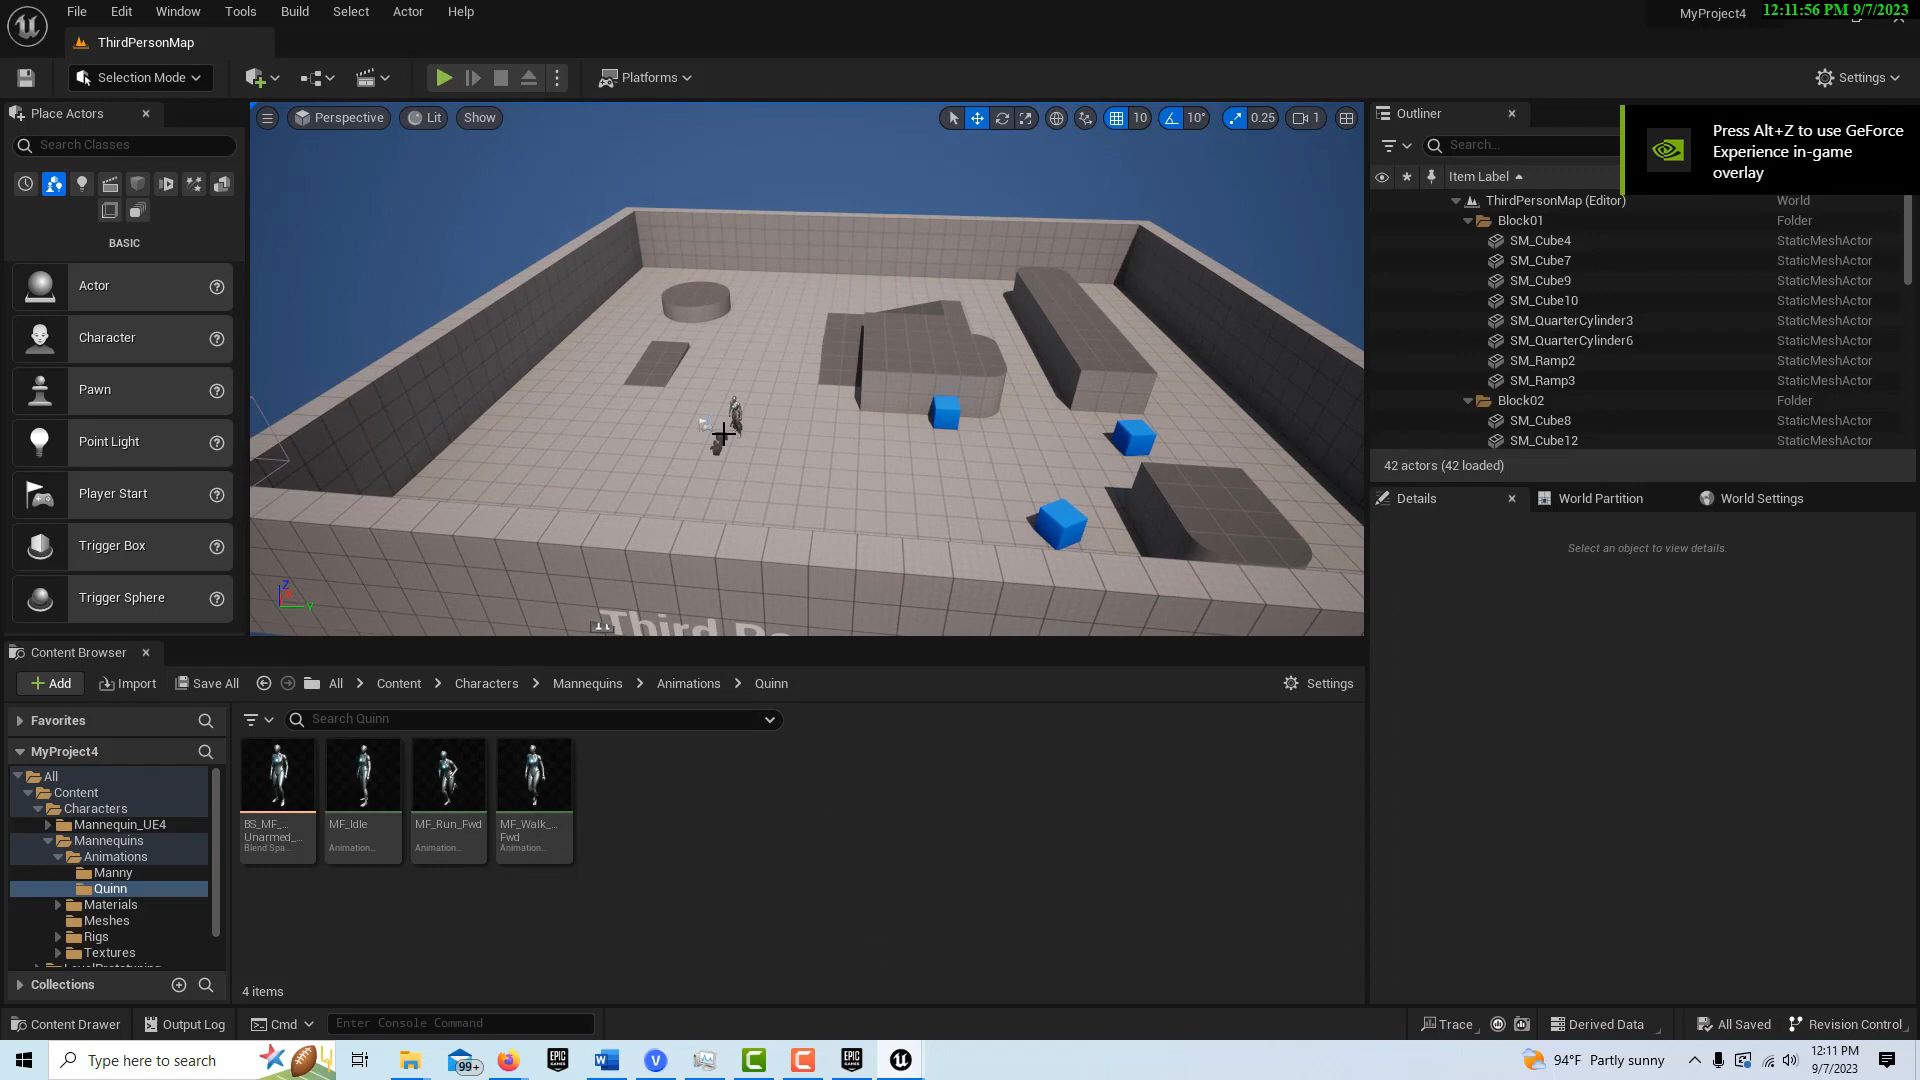 File Edit Window Tools Build Select Actor Help
MyProject4
12:11:56 PM 9/7/2023
ThirdPersonMap
Selection Mode
Platforms
Settings
Place Actors
Search Classes
BASIC
Actor
Character
Pawn
Point Light
Player Start
Trigger Box
Trigger Sphere
Perspective Lit Show
10 10° 0.25 1
Third Pe
Z
Y
Outliner
Search...
Press Alt+Z to use GeForce
Experience in-game
overlay
Item Label
ThirdPersonMap (Editor) World
Block01 Folder
SM_Cube4 StaticMeshActor
SM_Cube7 StaticMeshActor
SM_Cube9 StaticMeshActor
SM_Cube10 StaticMeshActor
SM_QuarterCylinder3 StaticMeshActor
SM_QuarterCylinder6 StaticMeshActor
SM_Ramp2 StaticMeshActor
SM_Ramp3 StaticMeshActor
Block02 Folder
SM_Cube8 StaticMeshActor
SM_Cube12 StaticMeshActor
42 actors (42 loaded)
Details World Partition World Settings
Select an object to view details.
Content Browser
Add Import Save All All Content Characters Mannequins Animations Quinn Settings
Favorites
MyProject4
All
Content
Characters
Mannequin_UE4
Mannequins
Animations
Manny
Quinn
Materials
Meshes
Rigs
Textures
Collections
Search Quinn
BS_MF_...
Unarmed_...
Blend Spa...
MF_Idle
Animation...
MF_Run_Fwd
Animation...
MF_Walk_...
Fwd
Animation...
4 items
Content Drawer Output Log Cmd Enter Console Command Trace Derived Data All Saved Revision Control
Type here to search
99+
EPIC
GAMES
EPIC
GAMES
94°F Partly sunny
12:11 PM
9/7/2023